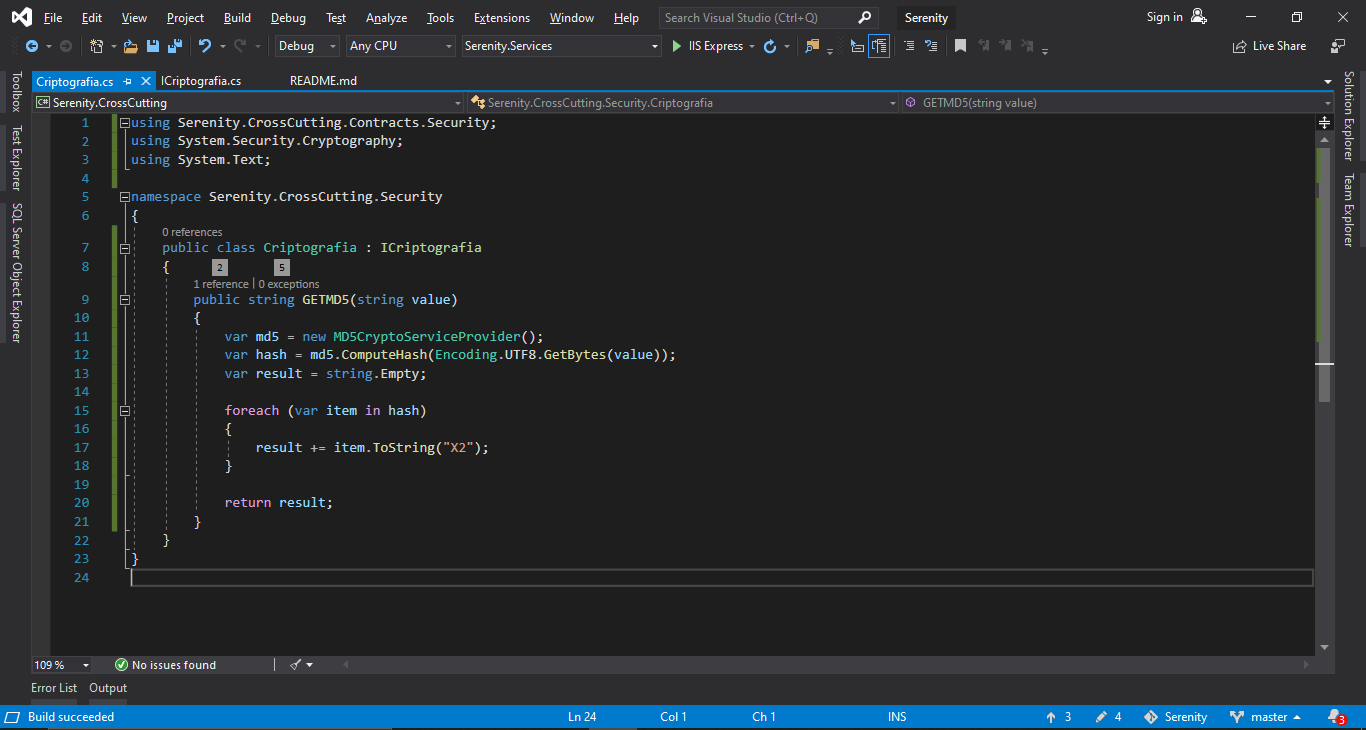 File Edit View Project Build Debug Test Analyze Tools Extensions Window Help Search Visual Studio (Ctrl+Q) Serenity Sign in
Debug Any CPU Serenity.Services IIS Express Live Share
Criptografia.cs ICriptografia.cs README.md
C# Serenity.CrossCutting Serenity.CrossCutting.Security.Criptografia GETMD5(string value)
Toolbox
Test Explorer
SQL Server Object Explorer
1 using Serenity.CrossCutting.Contracts.Security;
2 using System.Security.Cryptography;
3 using System.Text;
4
5 namespace Serenity.CrossCutting.Security
6 {
0 references
7 public class Criptografia : ICriptografia
8 {
2 5
1 reference | 0 exceptions
9 public string GETMD5(string value)
10 {
11 var md5 = new MD5CryptoServiceProvider();
12 var hash = md5.ComputeHash(Encoding.UTF8.GetBytes(value));
13 var result = string.Empty;
14
15 foreach (var item in hash)
16 {
17 result += item.ToString("X2");
18 }
19
20 return result;
21 }
22 }
23 }
24
Solution Explorer
Team Explorer
109 % No issues found
Error List Output
Build succeeded Ln 24 Col 1 Ch 1 INS 3 4 Serenity master 3